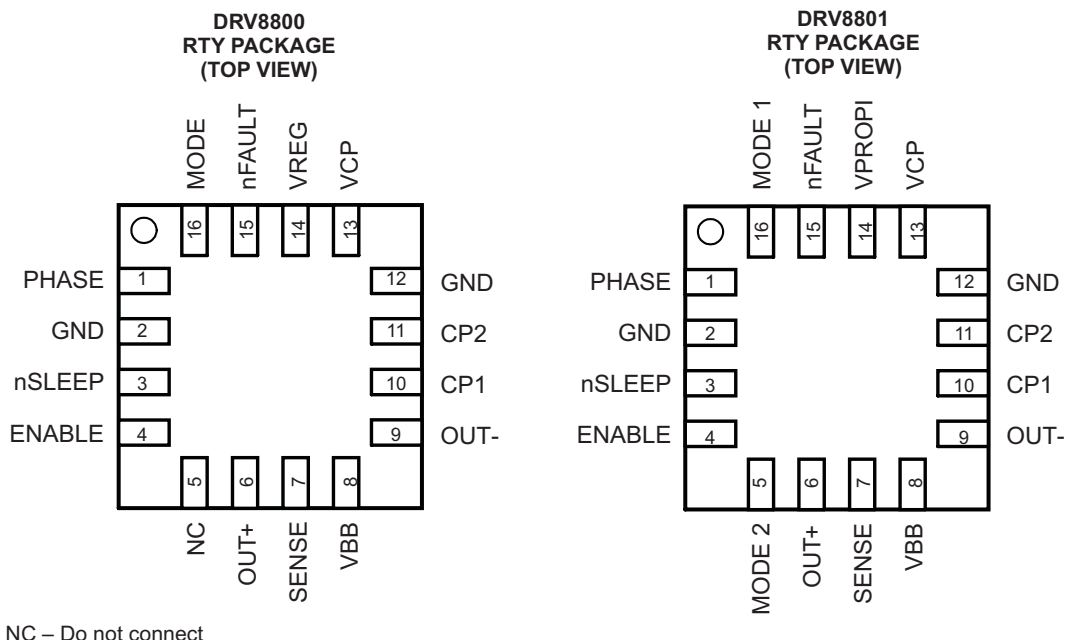 DRV8800
RTY PACKAGE
(TOP VIEW)
MODE
nFAULT
VREG
VCP
16
15
14
13
PHASE 1
GND 2
nSLEEP 3
ENABLE 4
12 GND
11 CP2
10 CP1
9 OUT-
5
6
7
8
NC
OUT+
SENSE
VBB
DRV8801
RTY PACKAGE
(TOP VIEW)
MODE 1
nFAULT
VPROPI
VCP
16
15
14
13
PHASE 1
GND 2
nSLEEP 3
ENABLE 4
12 GND
11 CP2
10 CP1
9 OUT-
5
6
7
8
MODE 2
OUT+
SENSE
VBB
NC – Do not connect